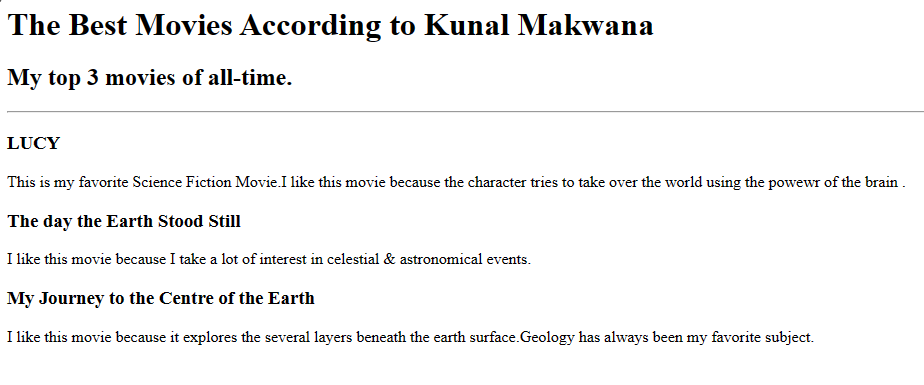 The Best Movies According to Kunal Makwana
My top 3 movies of all-time.
LUCY
This is my favorite Science Fiction Movie.I like this movie because the character tries to take over the world using the powewr of the brain .
The day the Earth Stood Still
I like this movie because I take a lot of interest in celestial & astronomical events.
My Journey to the Centre of the Earth
I like this movie because it explores the several layers beneath the earth surface.Geology has always been my favorite subject.